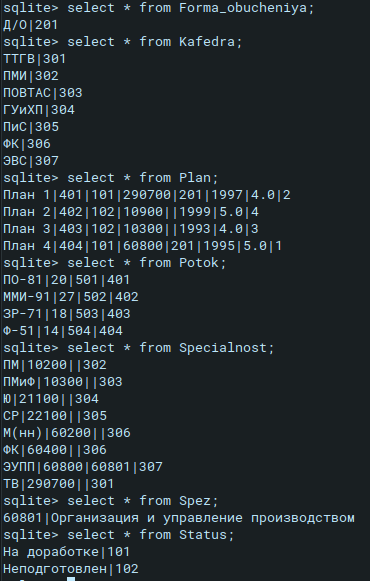 sqlite> select * from Forma_obucheniya;
Д/О|201
sqlite> select * from Kafedra;
ТТГВ|301
ПМИ|302
ПОВТАС|303
ГУиХП|304
ПиС|305
ФК|306
ЭВС|307
sqlite> select * from Plan;
План 1|401|101|290700|201|1997|4.0|2
План 2|402|102|10900||1999|5.0|4
План 3|403|102|10300||1993|4.0|3
План 4|404|101|60800|201|1995|5.0|1
sqlite> select * from Potok;
ПО-81|20|501|401
ММИ-91|27|502|402
ЗР-71|18|503|403
Ф-51|14|504|404
sqlite> select * from Specialnost;
ПМ|10200||302
ПМиФ|10300||303
Ю|21100||304
СР|22100||305
М(нн)|60200||306
ФК|60400||306
ЭУПП|60800|60801|307
ТВ|290700||301
sqlite> select * from Spez;
60801|Организация и управление производством
sqlite> select * from Status;
На доработке|101
Неподготовлен|102